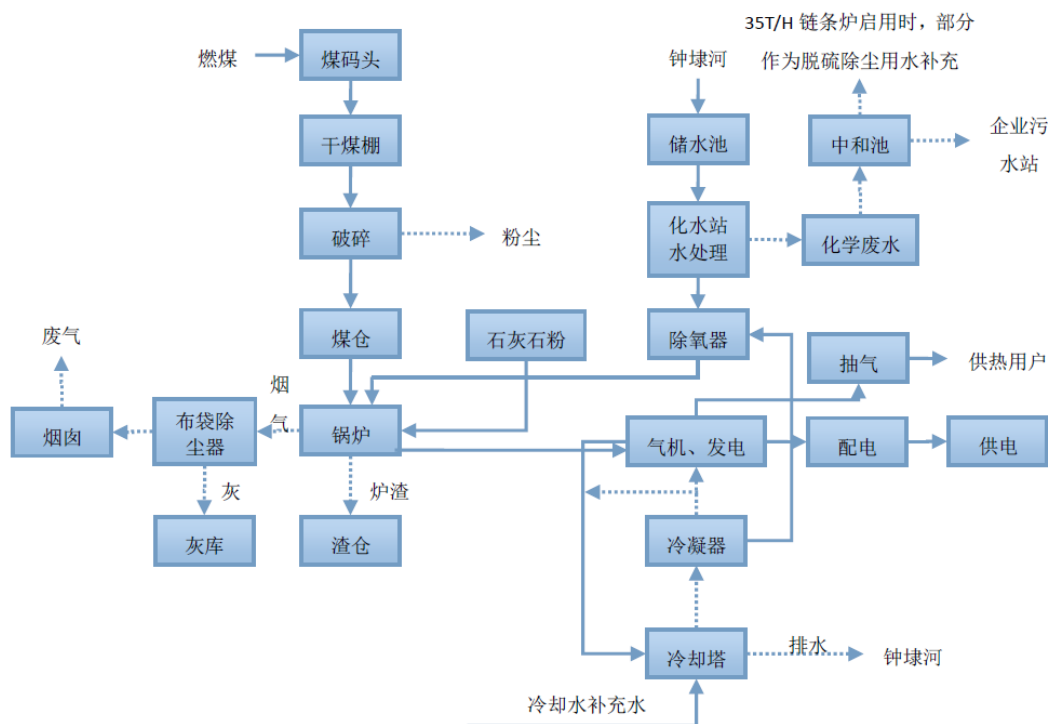 35T/H 链条炉启用时，部分
作为脱硫除尘用水补充
燃煤
煤码头
钟埭河
干煤棚
储水池
中和池
企业污
水站
破碎
粉尘
化水站
水处理
化学废水
煤仓
石灰石粉
除氧器
废气
抽气
供热用户
烟
气
烟囱
布袋除
尘器
锅炉
气机、发电
配电
供电
灰
炉渣
灰库
渣仓
冷凝器
冷却塔
排水
钟埭河
冷却水补充水